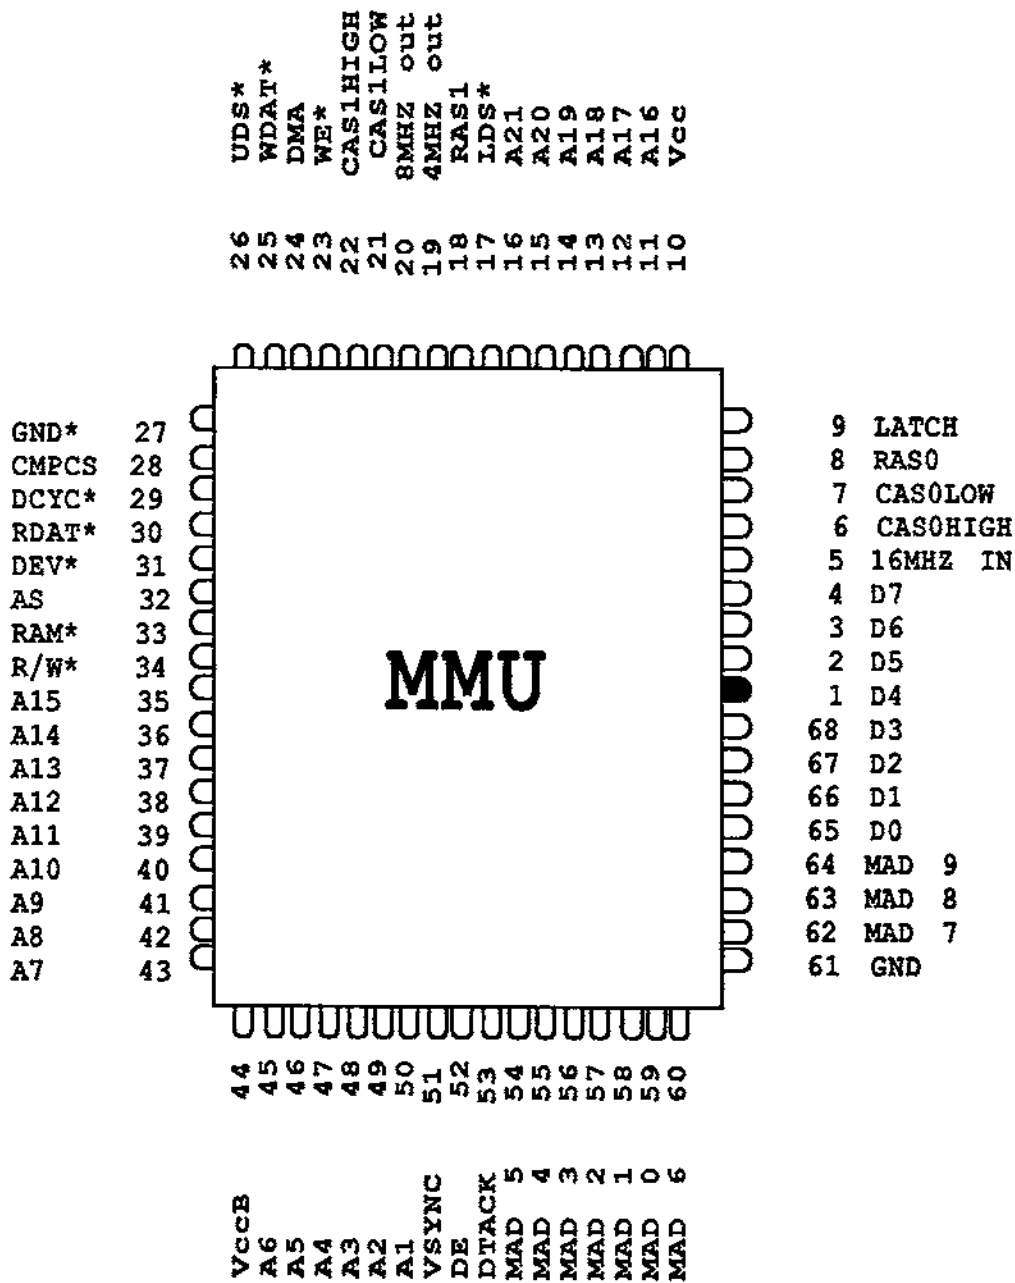 UDS* 26
WDAT* 25
DMA 24
WE* 23
CAS1HIGH 22
CAS1LOW 21
8MHZ out 20
4MHZ out 19
RAS1 18
LDS* 17
A21 16
A20 15
A19 14
A18 13
A17 12
A16 11
Vcc 10
GND* 27
CMPCS 28
DCYC* 29
RDAT* 30
DEV* 31
AS 32
RAM* 33
R/W* 34
A15 35
A14 36
A13 37
A12 38
A11 39
A10 40
A9 41
A8 42
A7 43
MMU
9 LATCH
8 RAS0
7 CAS0LOW
6 CAS0HIGH
5 16MHZ IN
4 D7
3 D6
2 D5
1 D4
68 D3
67 D2
66 D1
65 D0
64 MAD 9
63 MAD 8
62 MAD 7
61 GND
44 VccB
45 A6
46 A5
47 A4
48 A3
49 A2
50 A1
51 VSYNC
52 DE
53 DTACK
54 MAD 5
55 MAD 4
56 MAD 3
57 MAD 2
58 MAD 1
59 MAD 0
60 MAD 6